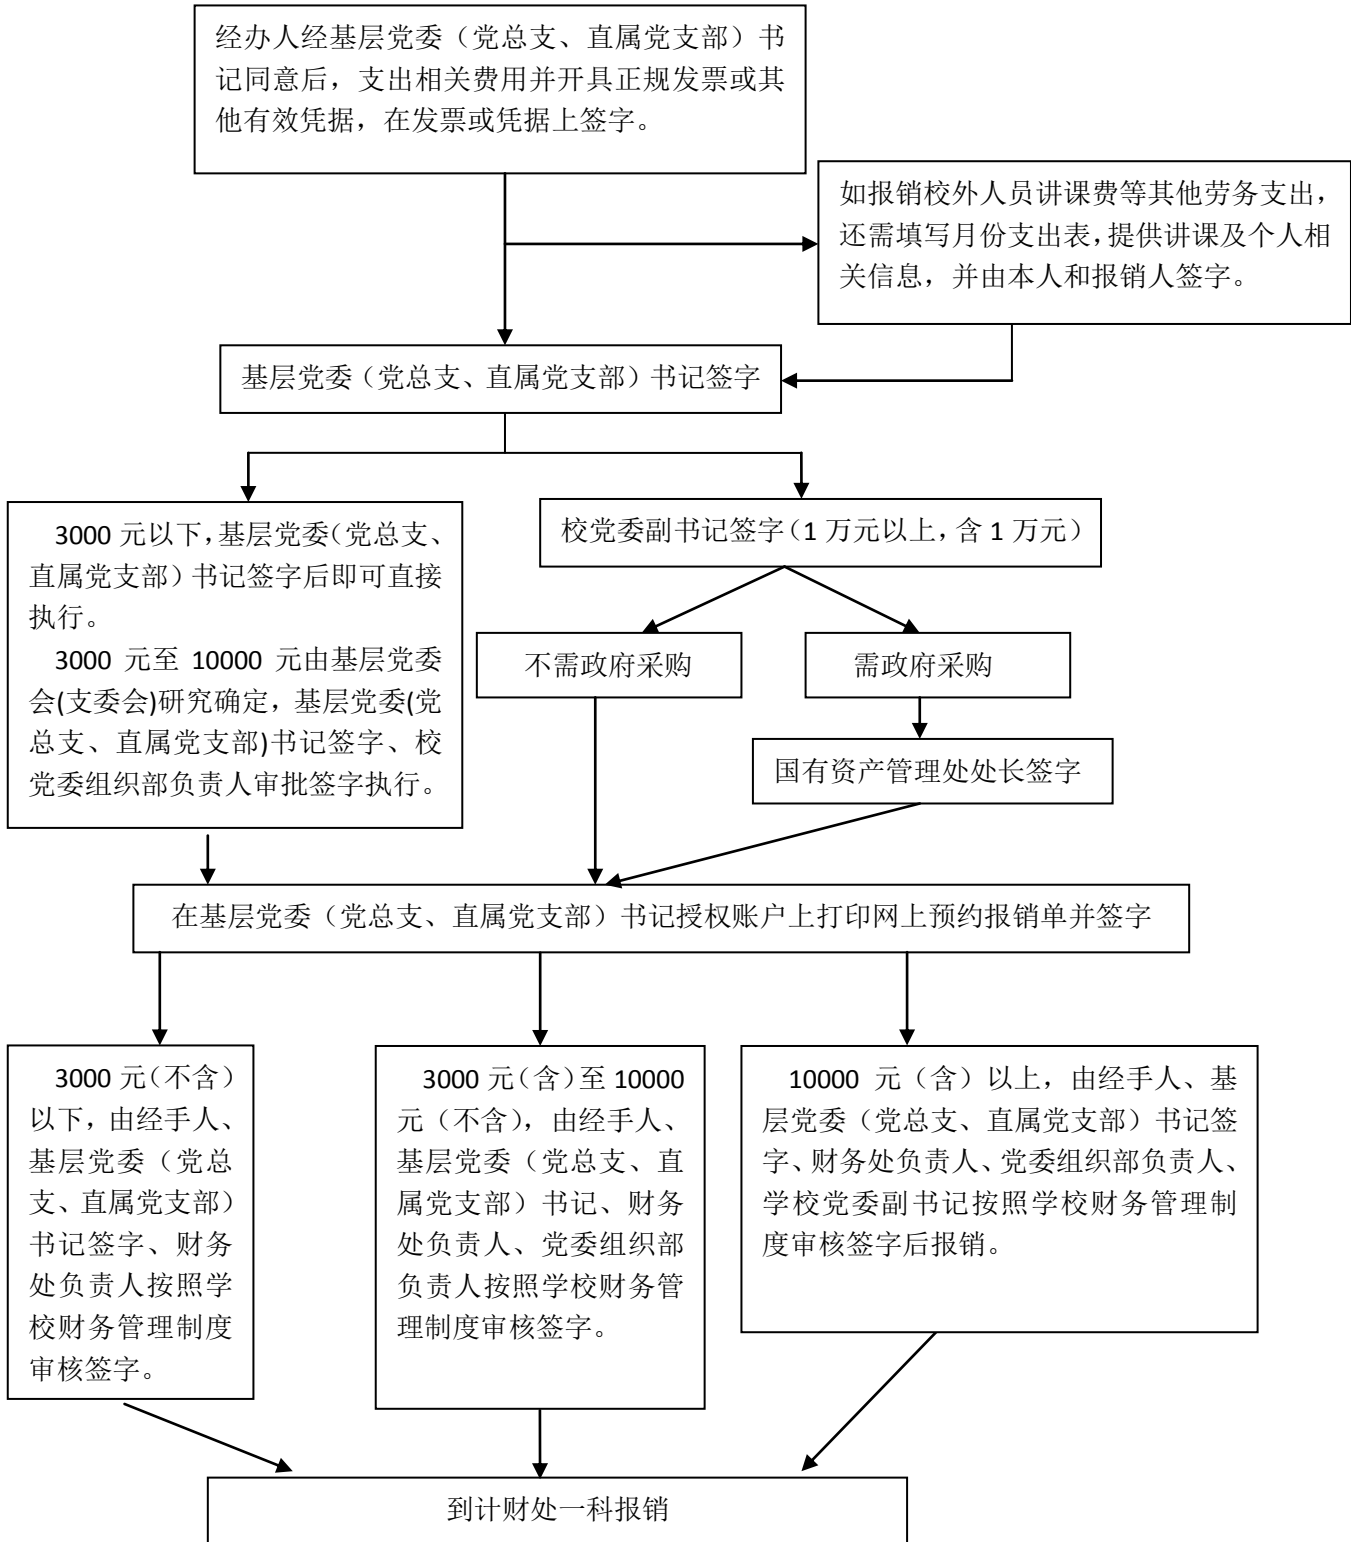 经办人经基层党委（党总支、直属党支部）书
记同意后，支出相关费用并开具正规发票或其
他有效凭据，在发票或凭据上签字。
如报销校外人员讲课费等其他劳务支出，
还需填写月份支出表，提供讲课及个人相
关信息，并由本人和报销人签字。
基层党委（党总支、直属党支部）书记签字
3000 元以下，基层党委（党总支、
直属党支部）书记签字后即可直接
执行。
3000 元至 10000 元由基层党委
会(支委会)研究确定，基层党委(党
总支、直属党支部)书记签字、校
党委组织部负责人审批签字执行。
校党委副书记签字（1 万元以上，含 1 万元）
不需政府采购
需政府采购
国有资产管理处处长签字
在基层党委（党总支、直属党支部）书记授权账户上打印网上预约报销单并签字
3000 元（不含）
以下，由经手人、
基层党委（党总
支、直属党支部）
书记签字、财务
处负责人按照学
校财务管理制度
审核签字。
3000 元（含）至 10000
元（不含），由经手人、
基层党委（党总支、直
属党支部）书记、财务
处负责人、党委组织部
负责人按照学校财务管
理制度审核签字。
10000 元（含）以上，由经手人、基
层党委（党总支、直属党支部）书记签
字、财务处负责人、党委组织部负责人、
学校党委副书记按照学校财务管理制
度审核签字后报销。
到计财处一科报销